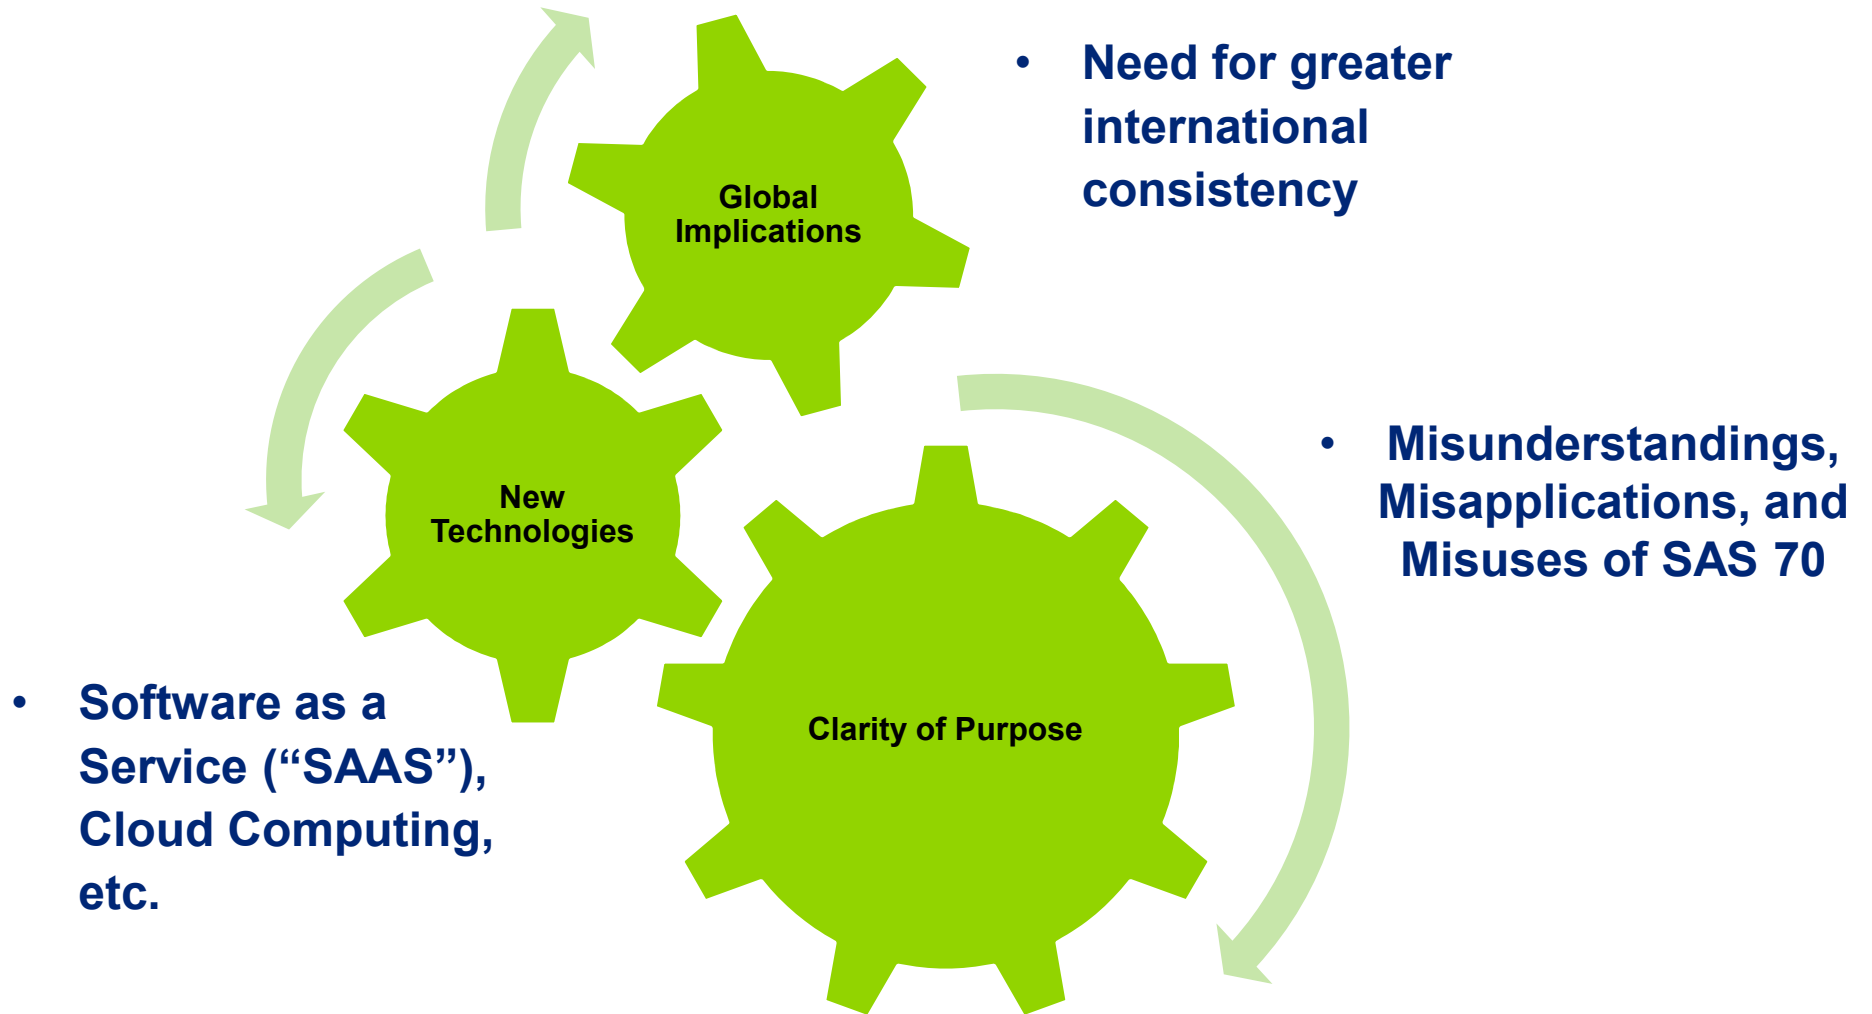 • Need for greater
international
consistency
Global
Implications
• Misunderstandings,
Misapplications, and
Misuses of SAS 70
New
Technologies
• Software as a
Service (“SAAS”),
Cloud Computing,
etc.
Clarity of Purpose